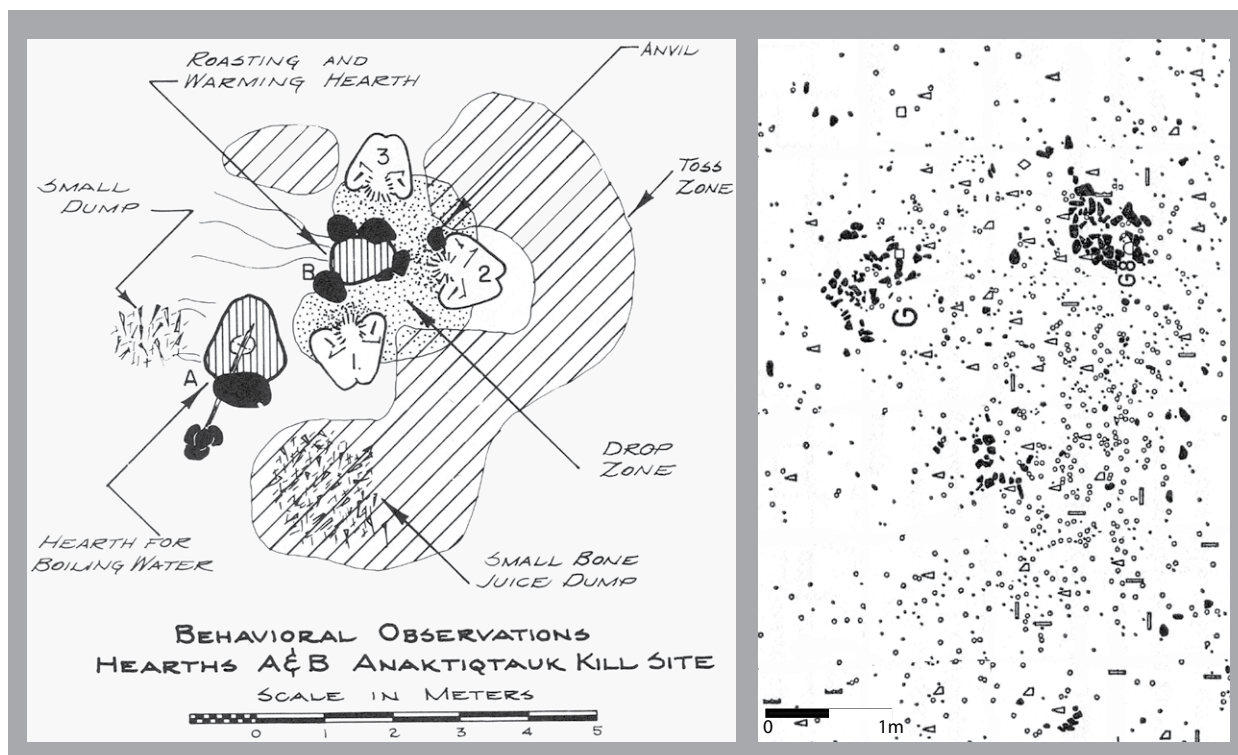 ROASTING AND
WARMING HEARTH
ANVIL
SMALL
DUMP
TOSS
ZONE
3
B
2
A
1
DROP
ZONE
HEARTH FOR
BOILING WATER
SMALL BONE
JUICE DUMP
BEHAVIORAL OBSERVATIONS
HEARTHS A&B ANAKTIQTAUK KILL SITE
SCALE IN METERS
0 1 2 3 4 5
G
G8
0 1m